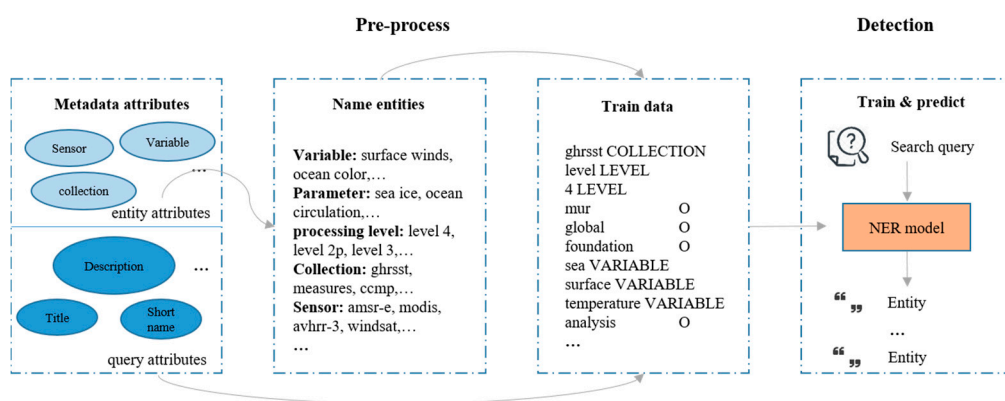 Pre-process
Detection
Metadata attributes
Sensor
Variable
...
collection
entity attributes
Description
...
Title
Short
name
query attributes
Name entities
Variable: surface winds,
ocean color,...
Parameter: sea ice, ocean
circulation,...
processing level: level 4,
level 2p, level 3,...
Collection: ghrsst,
measures, ccmp,...
Sensor: amsr-e, modis,
avhrr-3, windsat,...
...
Train data
ghrsst COLLECTION
level LEVEL
4 LEVEL
mur O
global O
foundation O
sea VARIABLE
surface VARIABLE
temperature VARIABLE
analysis O
...
Train & predict
?
Search query
NER model
“ „ Entity
...
“ „ Entity